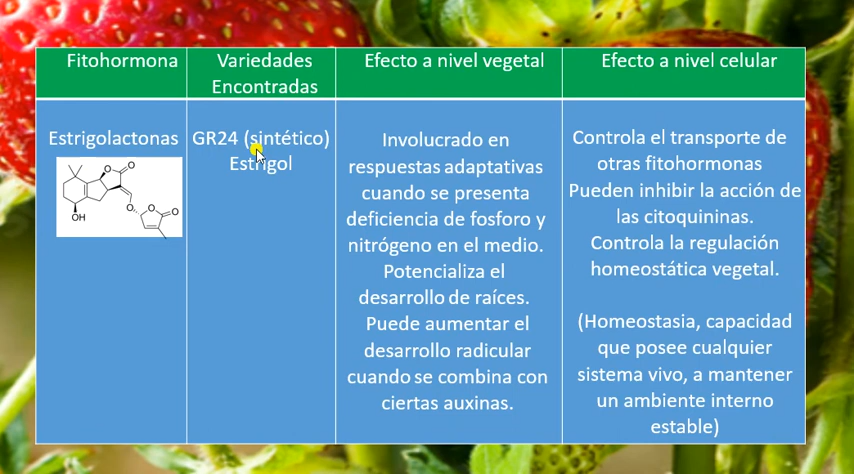 Fitohormona
Variedades
Encontradas
Efecto a nivel vegetal
Efecto a nivel celular
Estrigolactonas
O
O
O
O
O
OH
GR24 (sintético)
Estrigol
Involucrado en
respuestas adaptativas
cuando se presenta
deficiencia de fosforo y
nitrógeno en el medio.
Potencializa el
desarrollo de raíces.
Puede aumentar el
desarrollo radicular
cuando se combina con
ciertas auxinas.
Controla el transporte de
otras fitohormonas
Pueden inhibir la acción de
las citoquininas.
Controla la regulación
homeostática vegetal.
(Homeostasia, capacidad
que posee cualquier
sistema vivo, a mantener
un ambiente interno
estable)